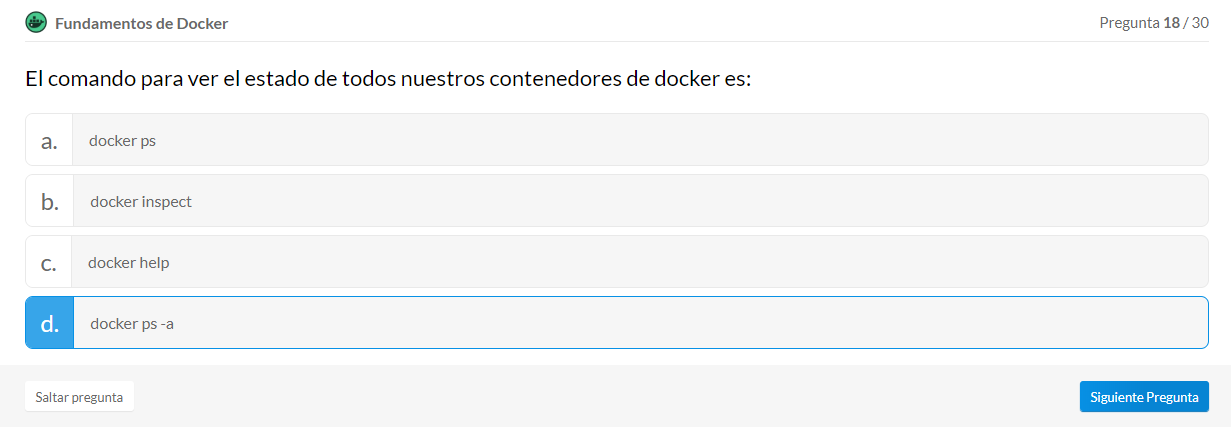 Fundamentos de Docker
Pregunta 18 / 30
El comando para ver el estado de todos nuestros contenedores de docker es:
a. docker ps
b. docker inspect
c. docker help
d. docker ps -a
Saltar pregunta
Siguiente Pregunta